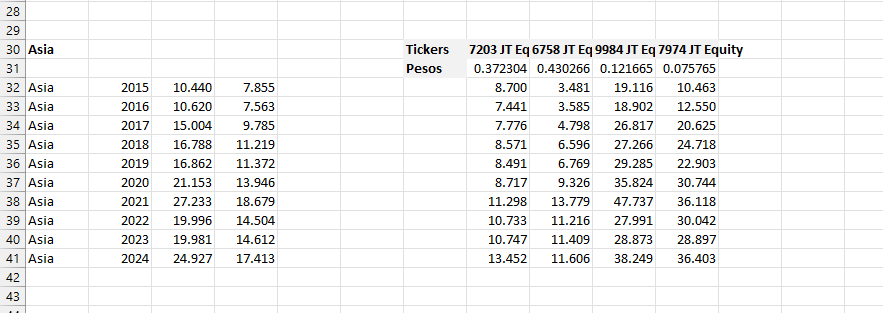 28
29
30 Asia Tickers 7203 JT Eq 6758 JT Eq 9984 JT Eq 7974 JT Equity
31 Pesos 0.372304 0.430266 0.121665 0.075765
32 Asia 2015 10.440 7.855 8.700 3.481 19.116 10.463
33 Asia 2016 10.620 7.563 7.441 3.585 18.902 12.550
34 Asia 2017 15.004 9.785 7.776 4.798 26.817 20.625
35 Asia 2018 16.788 11.219 8.571 6.596 27.266 24.718
36 Asia 2019 16.862 11.372 8.491 6.769 29.285 22.903
37 Asia 2020 21.153 13.946 8.717 9.326 35.824 30.744
38 Asia 2021 27.233 18.679 11.298 13.779 47.737 36.118
39 Asia 2022 19.996 14.504 10.733 11.216 27.991 30.042
40 Asia 2023 19.981 14.612 10.747 11.409 28.873 28.897
41 Asia 2024 24.927 17.413 13.452 11.606 38.249 36.403
42
43